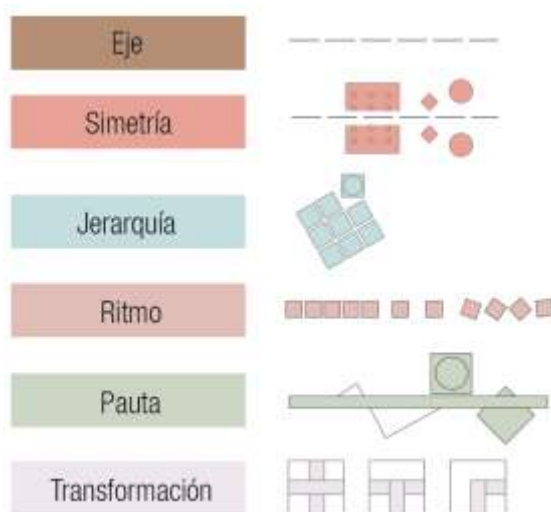 Eje
Simetría
Jerarquía
Ritmo
Pauta
Transformación